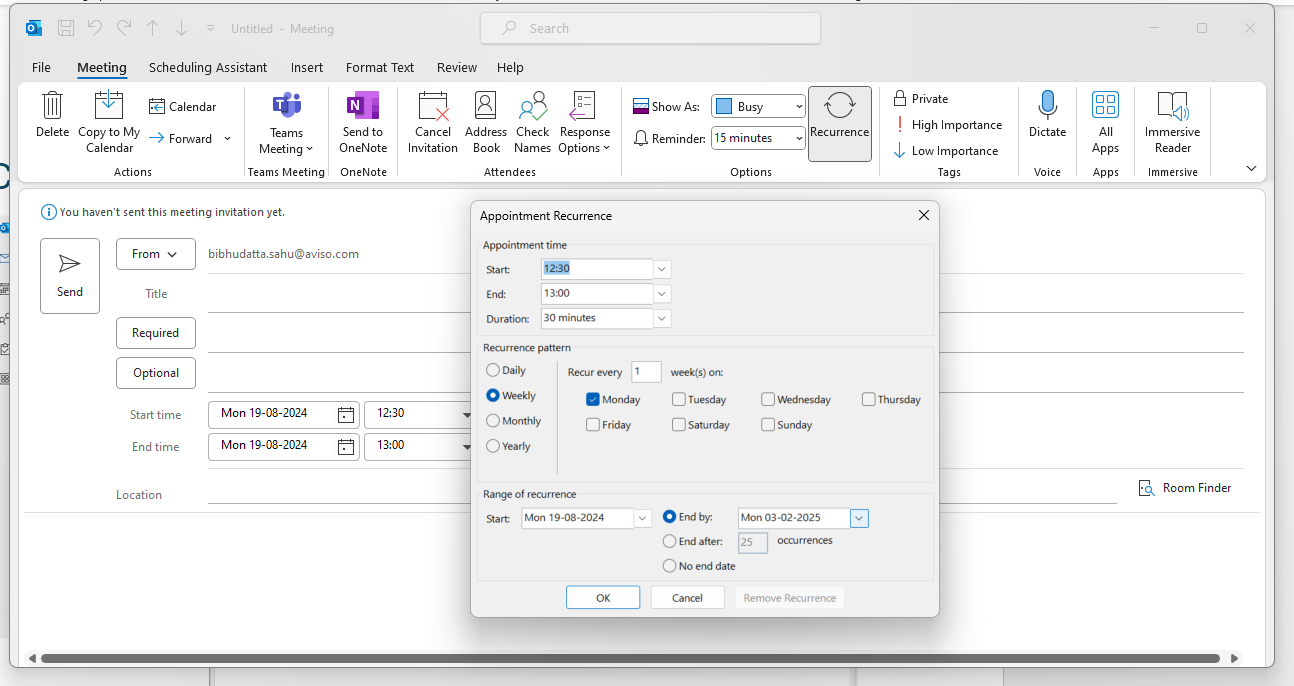 Untitled - Meeting
Search
File Meeting Scheduling Assistant Insert Format Text Review Help
Delete
Copy to My Calendar
Calendar
Forward
Actions
Teams Meeting
Teams Meeting
Send to OneNote
OneNote
Cancel Invitation
Address Book
Check Names
Response Options
Attendees
Show As: Busy
Reminder: 15 minutes
Recurrence
Options
Private
High Importance
Low Importance
Tags
Dictate
Voice
All Apps
Apps
Immersive Reader
Immersive
You haven't sent this meeting invitation yet.
Send
From
bibhudatta.sahu@aviso.com
Title
Required
Optional
Start time Mon 19-08-2024 12:30
End time Mon 19-08-2024 13:00
Location
Room Finder
Appointment Recurrence
Appointment time
Start: 12:30
End: 13:00
Duration: 30 minutes
Recurrence pattern
Daily
Weekly
Monthly
Yearly
Recur every 1 week(s) on:
Monday Tuesday Wednesday Thursday
Friday Saturday Sunday
Range of recurrence
Start: Mon 19-08-2024
End by: Mon 03-02-2025
End after: 25 occurrences
No end date
OK Cancel Remove Recurrence